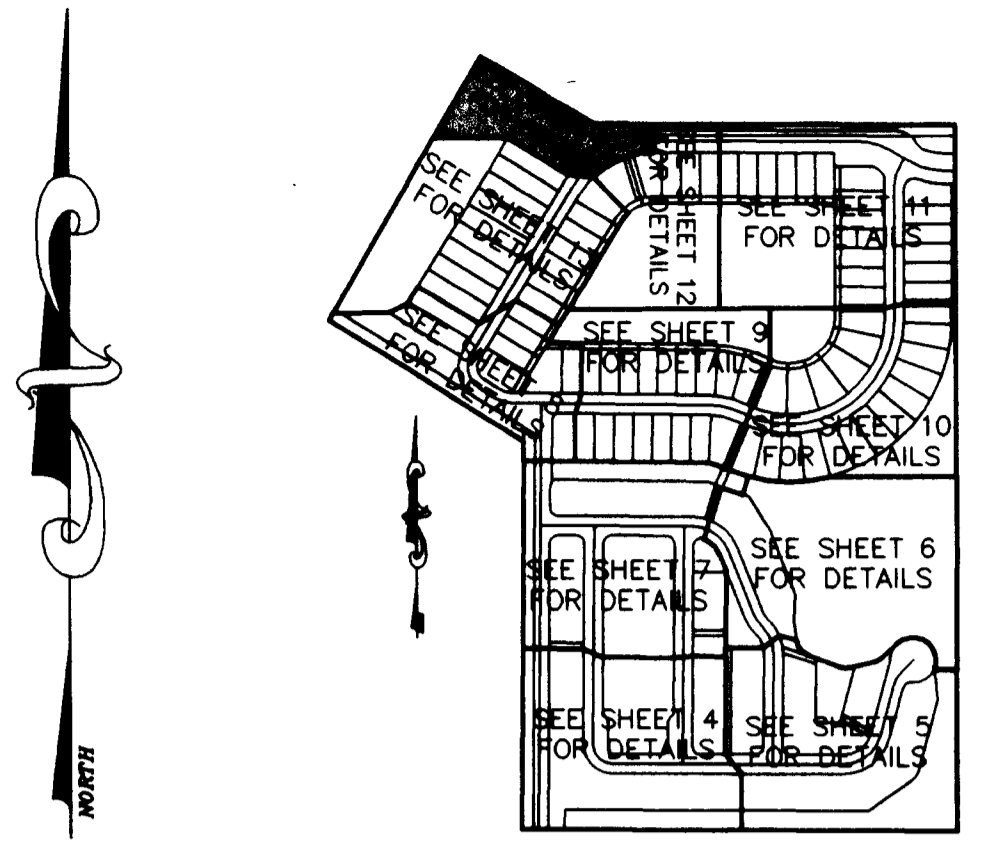 SEE SHEET 13
FOR DETAILS
SEE SHEET 12
FOR DETAILS
SEE SHEET 11
FOR DETAILS
SEE SHEET 9
FOR DETAILS
SEE SHEET
FOR DETAILS
SEE SHEET 10
FOR DETAILS
SEE SHEET 6
FOR DETAILS
SEE SHEET 7
FOR DETAILS
SEE SHEET 4
FOR DETAILS
SEE SHEET 5
FOR DETAILS
NORTH